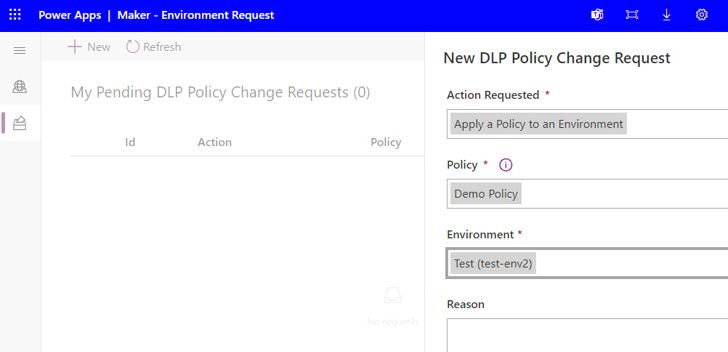 Power Apps | Maker - Environment Request
New Refresh
My Pending DLP Policy Change Requests (0)
Id Action Policy
No requests
New DLP Policy Change Request
Action Requested *
Apply a Policy to an Environment
Policy *
Demo Policy
Environment *
Test (test-env2)
Reason